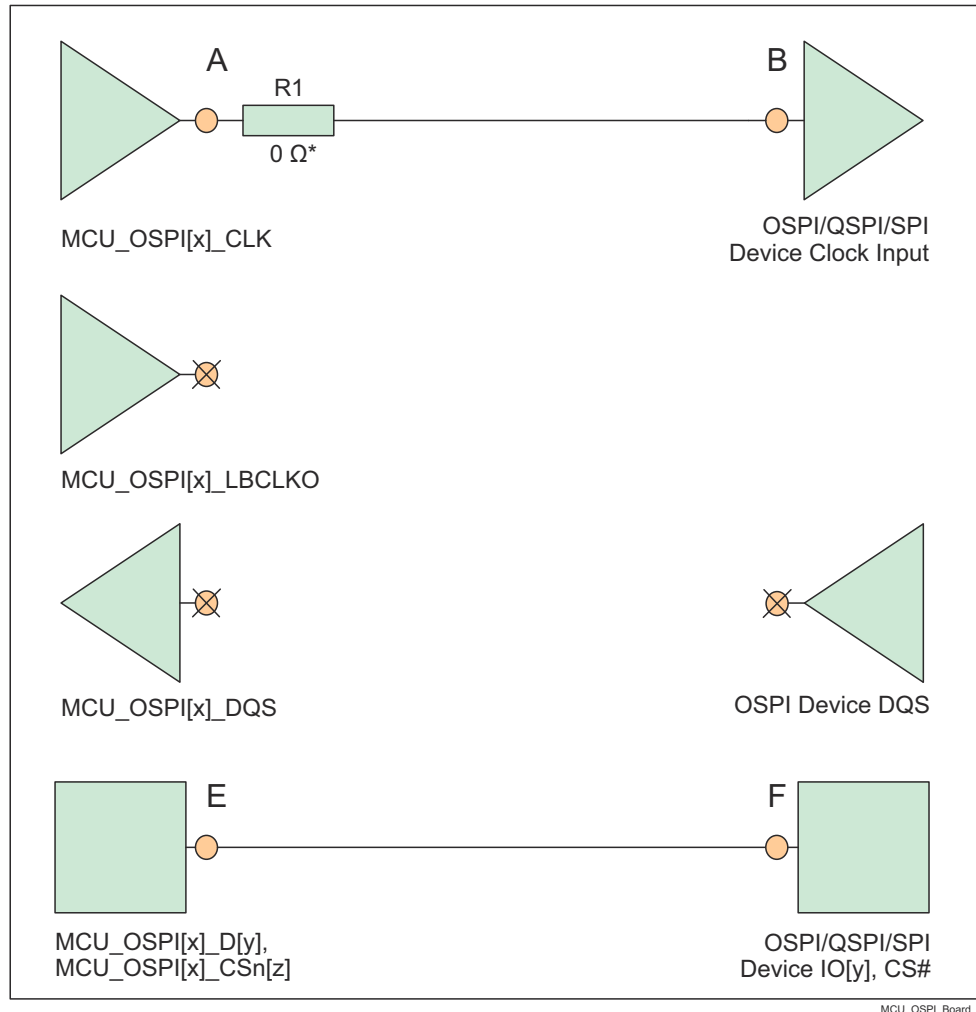 A
B
R1
0 Ω*
MCU_OSPI[x]_CLK
OSPI/QSPI/SPI
Device Clock Input
MCU_OSPI[x]_LBCLKO
MCU_OSPI[x]_DQS
OSPI Device DQS
E
F
MCU_OSPI[x]_D[y],
MCU_OSPI[x]_CSn[z]
OSPI/QSPI/SPI
Device IO[y], CS#
MCU_OSPI_Board